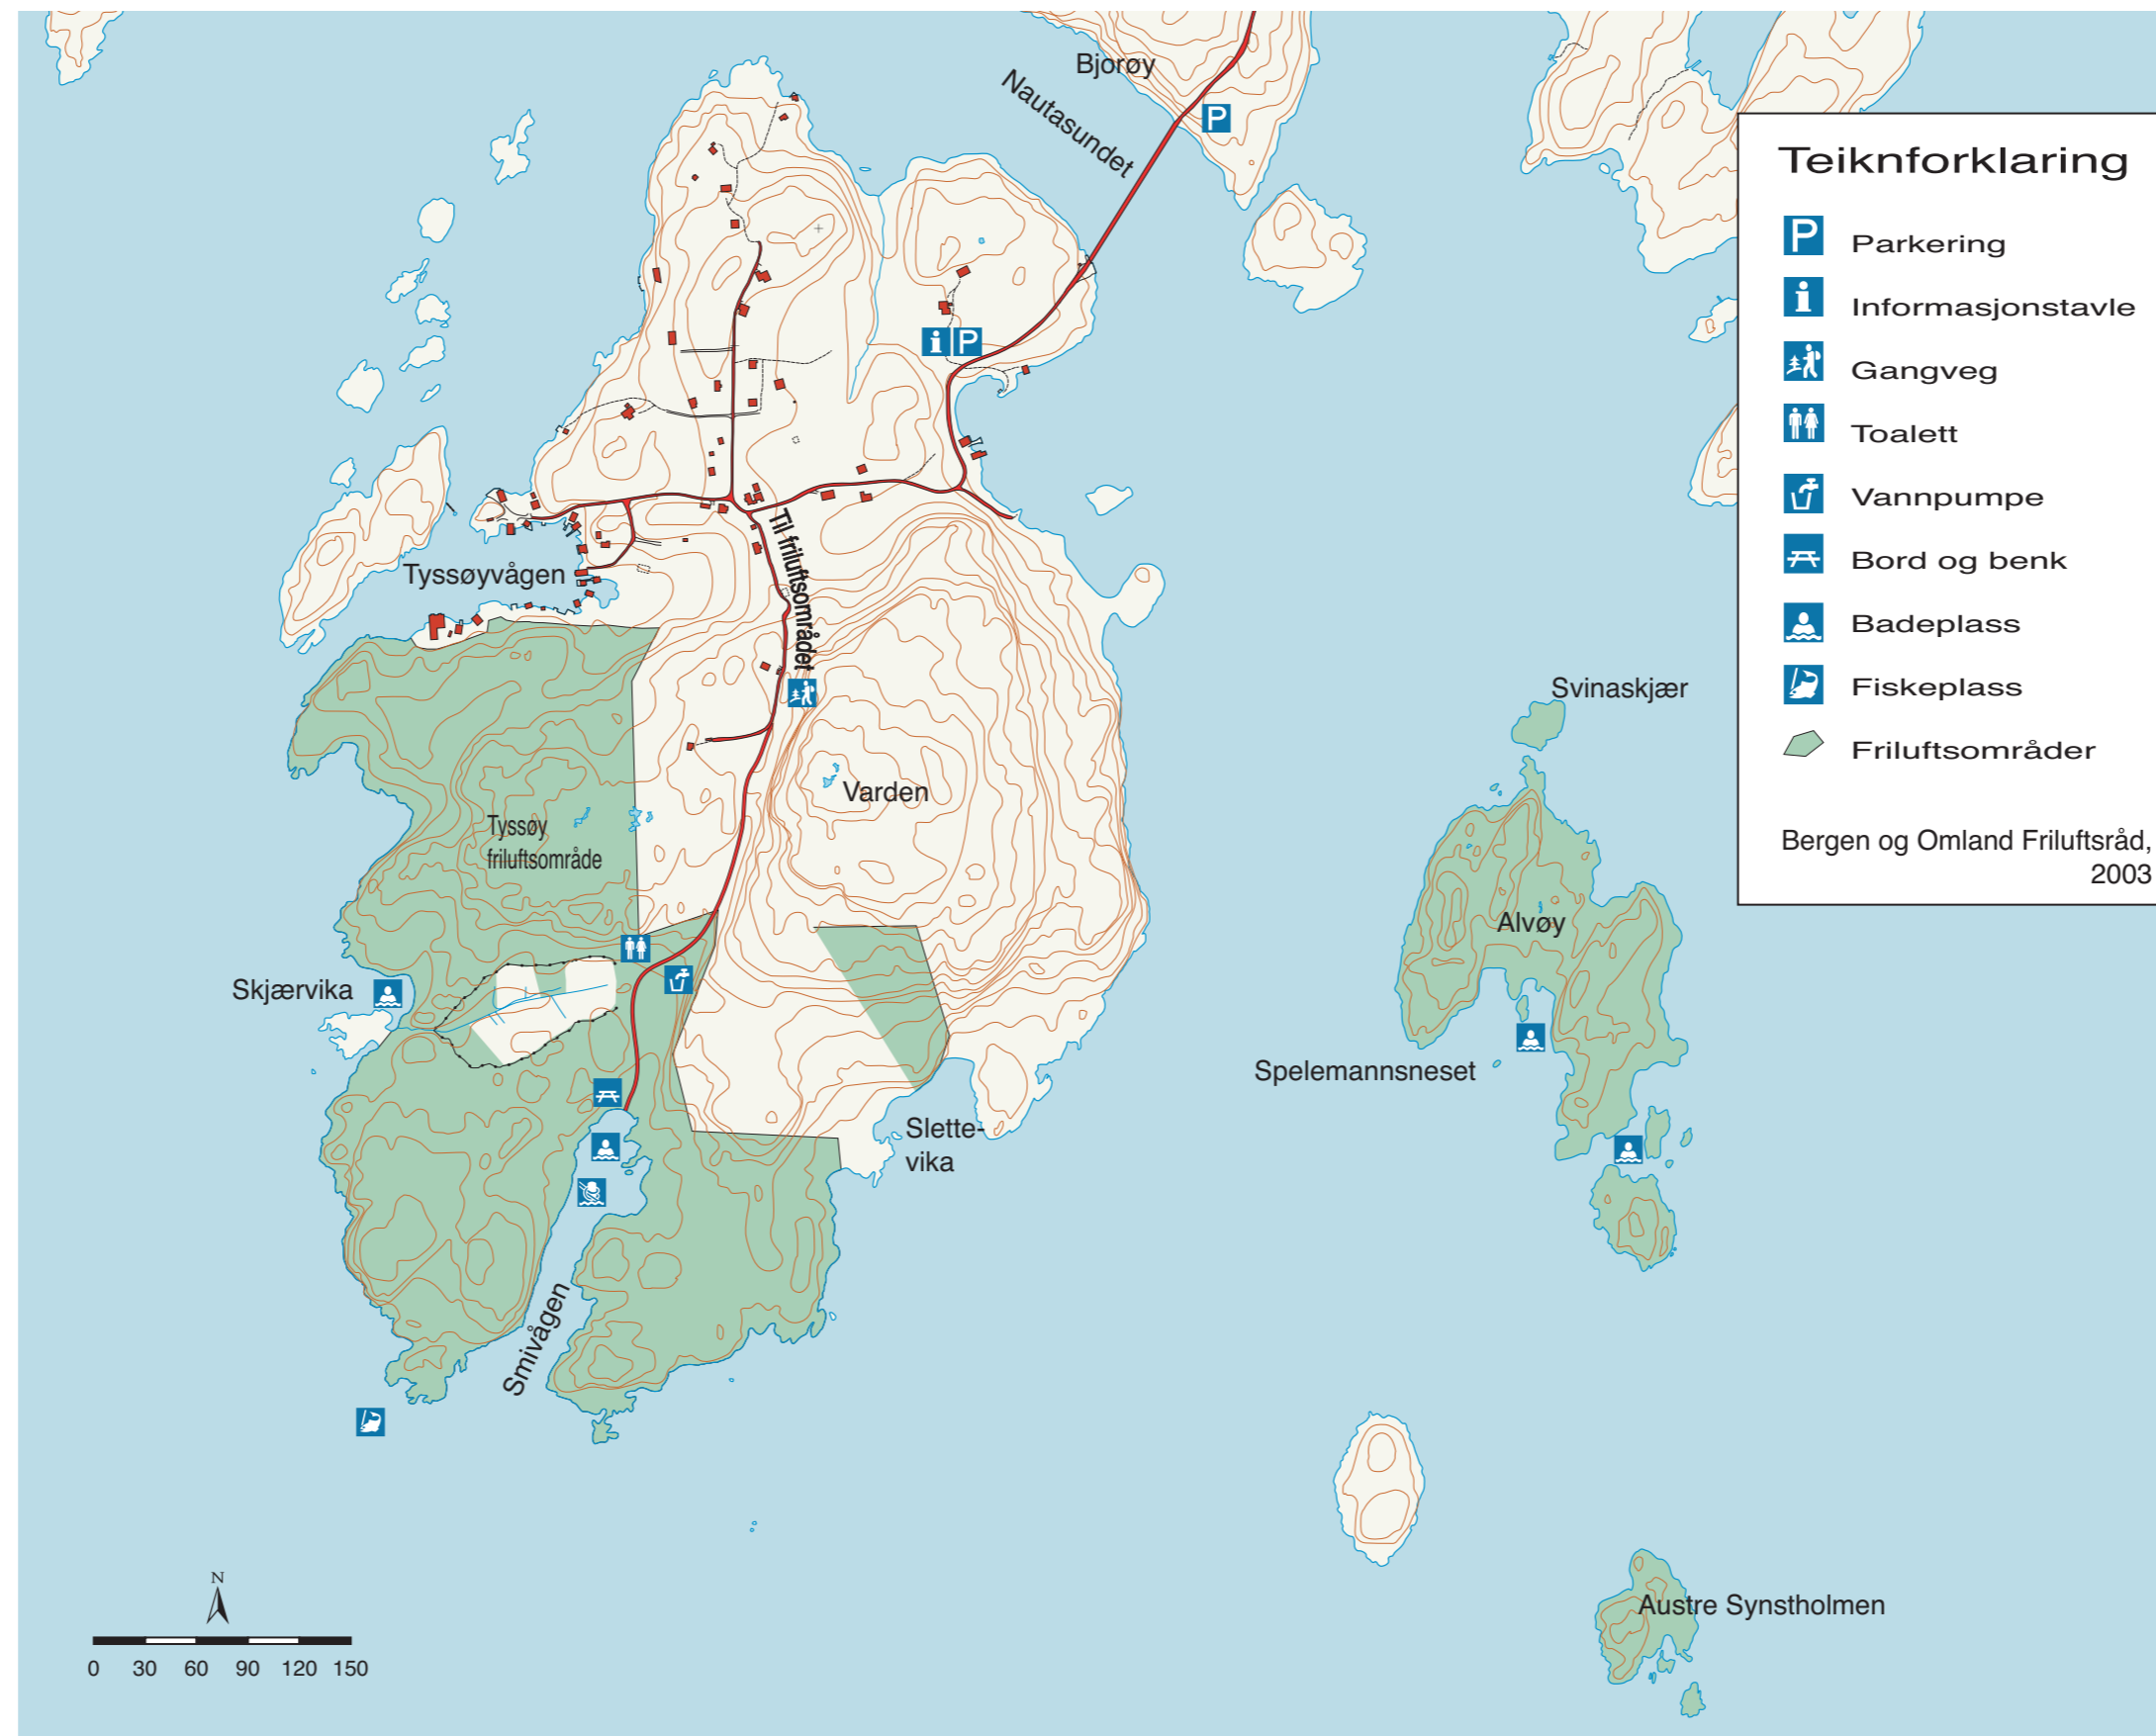 Bjorøy
Nautasundet
P
Teiknforklaring
P Parkering
i Informasjonstavle
Gangveg
Toalett
Vannpumpe
Bord og benk
Badeplass
Fiskeplass
Friluftsområder
Bergen og Omland Friluftsråd,
2003
i P
Til friluftsområdet
Tyssøyvågen
Svinaskjær
Varden
Tyssøy
friluftsområde
Alvøy
Skjærvika
Spelemannsneset
Slette-
vika
Smivågen
Austre Synstholmen
N
0 30 60 90 120 150